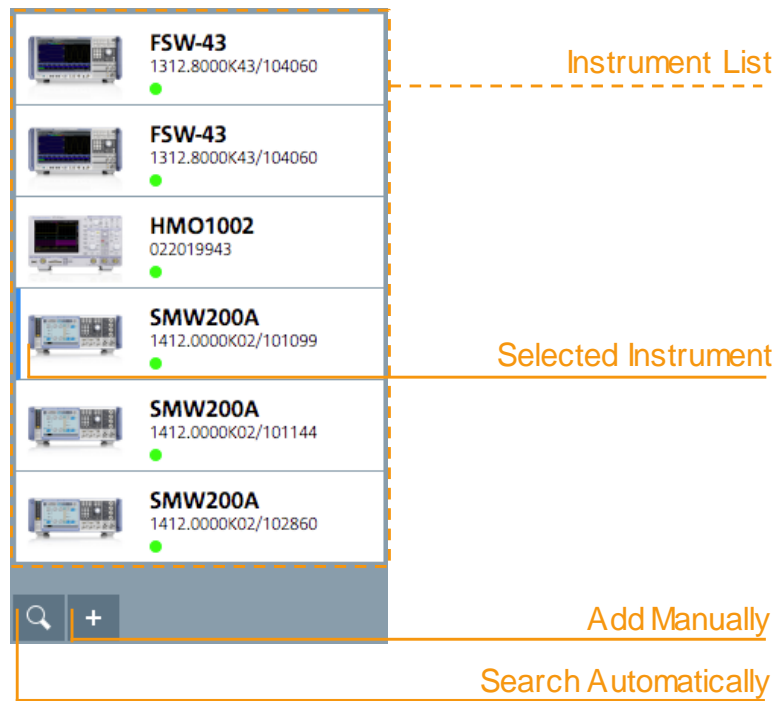 FSW-43
1312.8000K43/104060
Instrument List
FSW-43
1312.8000K43/104060
HMO1002
022019943
SMW200A
1412.0000K02/101099
Selected Instrument
SMW200A
1412.0000K02/101144
SMW200A
1412.0000K02/102860
+
Add Manually
Search Automatically